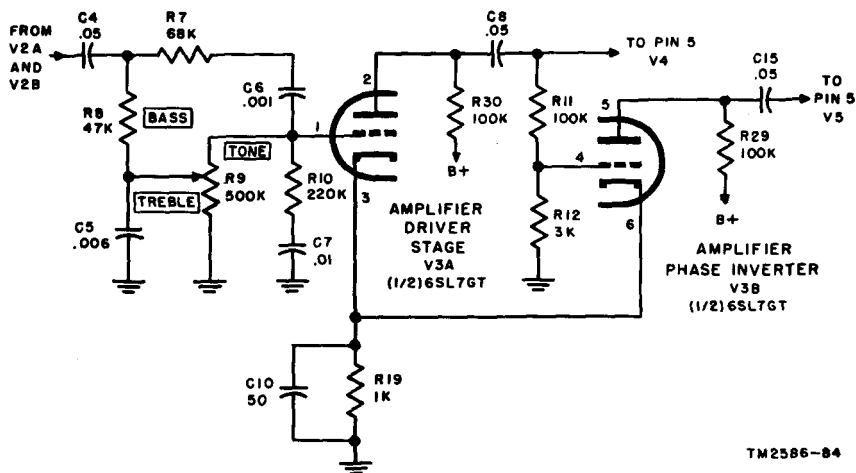 FROM
V2A
AND
V2B
C4
.05
R7
68K
R8
47K
BASS
C6
.001
TONE
TREBLE
R9
500K
C5
.006
R10
220K
C7
.01
1
2
3
AMPLIFIER
DRIVER
STAGE
V3A
(1/2)6SL7GT
R30
100K
B+
C8
.05
TO PIN 5
V4
R11
100K
R12
3K
4
5
6
C15
.05
TO
PIN 5
V5
R29
100K
B+
AMPLIFIER
PHASE INVERTER
V3B
(1/2)6SL7GT
C10
50
R19
1K
TM2586-84